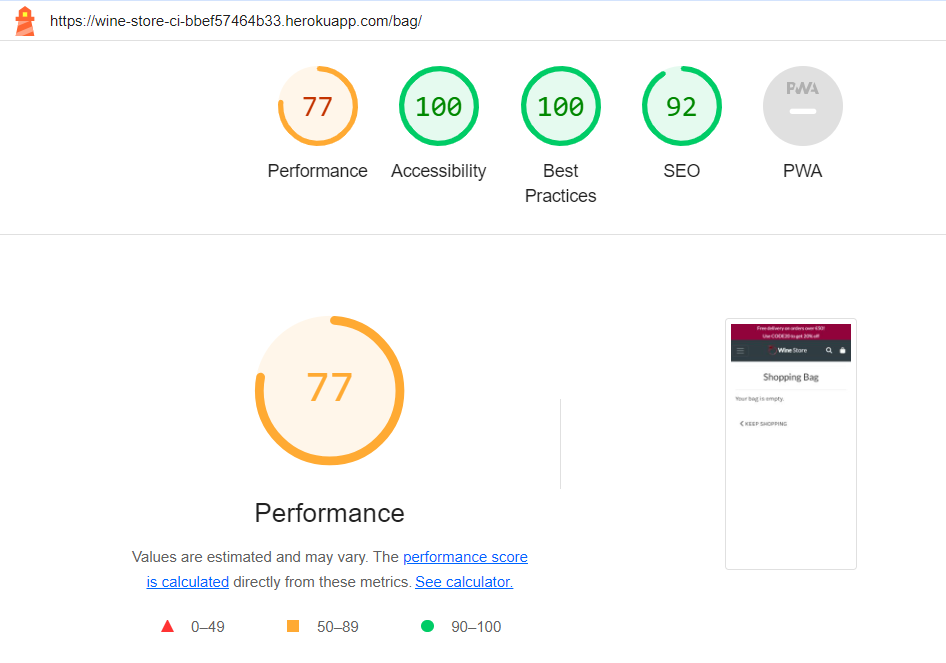 https://wine-store-ci-bbef57464b33.herokuapp.com/bag/
77
100
100
92
PWA
Performance
Accessibility
Best
Practices
SEO
PWA
77
Performance
Values are estimated and may vary. The performance score
is calculated directly from these metrics. See calculator.
0–49
50–89
90–100
Free delivery on orders over £50!
Use CODE20 to get 20% off!
Wine Store
Shopping Bag
Your bag is empty.
KEEP SHOPPING